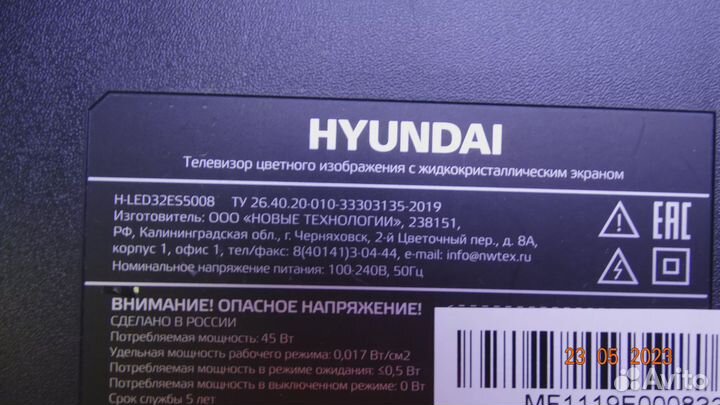 HYUNDAI
Телевизор цветного изображения с жидкокристаллическим экраном
H-LED32ES5008 ТУ 26.40.20-010-33303135-2019
Изготовитель: ООО «НОВЫЕ ТЕХНОЛОГИИ», 238151,
РФ, Калининградская обл., г. Черняховск, 2-й Цветочный пер., д. 8А,
корпус 1, офис 1, тел/факс: 8(40141)3-04-44, e-mail: info@nwtex.ru
Номинальное напряжение питания: 100-240В, 50Гц
EAC
ВНИМАНИЕ! ОПАСНОЕ НАПРЯЖЕНИЕ!
СДЕЛАНО В РОССИИ
Потребляемая мощность: 45 Вт
Удельная мощность рабочего режима: 0,017 Вт/см2
Потребляемая мощность в режиме ожидания: ≤0,5 Вт
Потребляемая мощность в выключенном режиме: 0 Вт
Срок службы 5 лет
23 05 2023
Avito